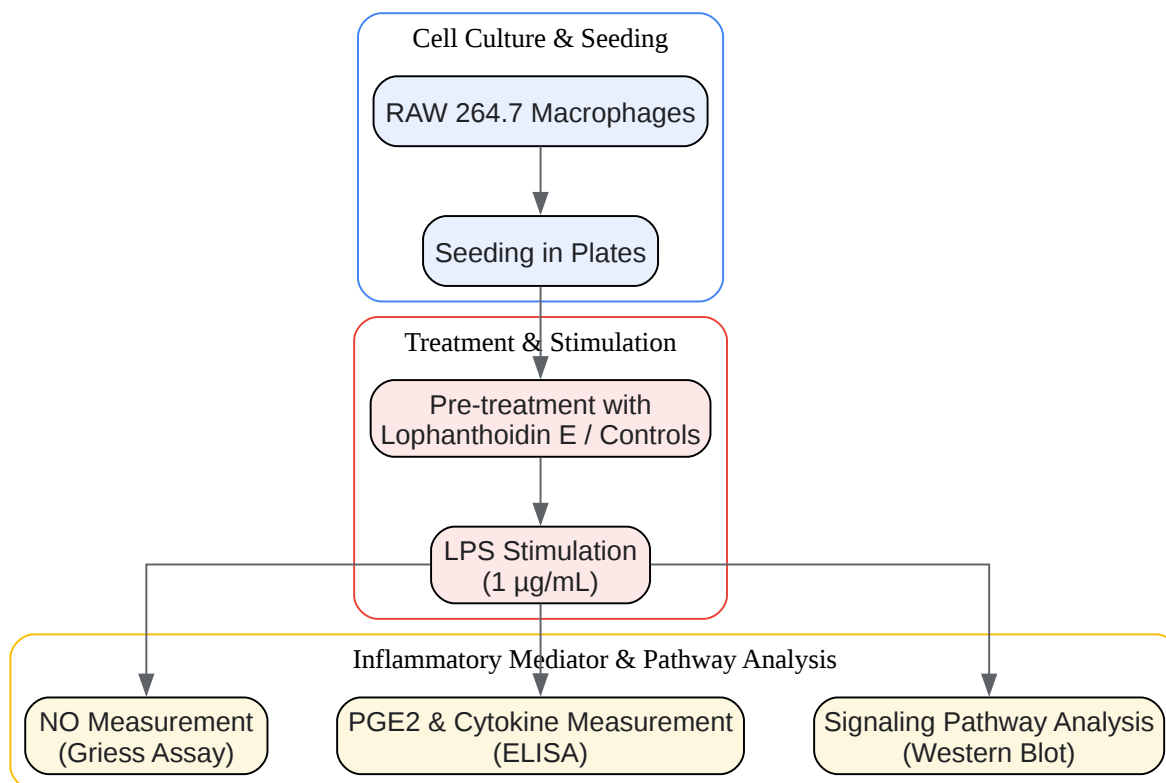 Cell Culture & Seeding
RAW 264.7 Macrophages
Seeding in Plates
Treatment & Stimulation
Pre-treatment with
Lophanthoidin E / Controls
LPS Stimulation
(1 µg/mL)
Inflammatory Mediator & Pathway Analysis
NO Measurement
(Griess Assay)
PGE2 & Cytokine Measurement
(ELISA)
Signaling Pathway Analysis
(Western Blot)